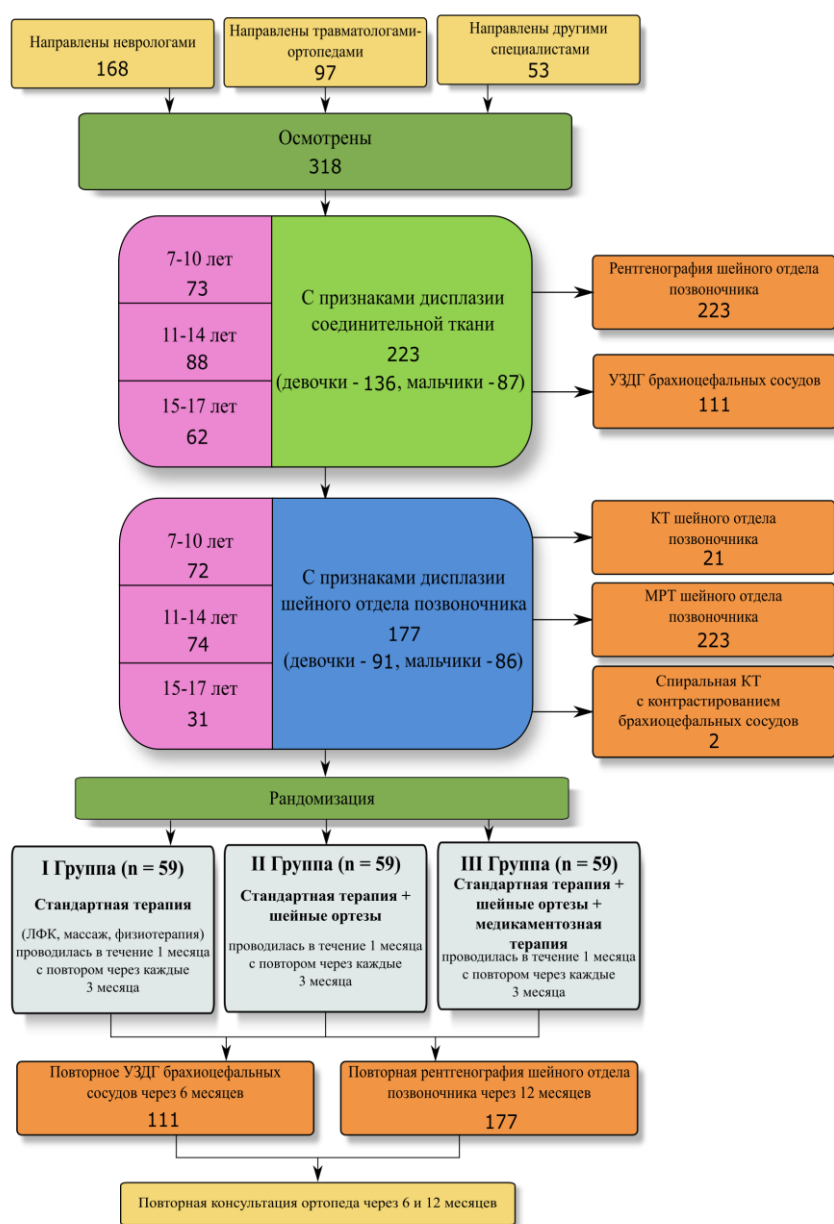 Направлены неврологами
168
Направлены травматологами-
ортопедами
97
Направлены другими
специалистами
53
Осмотрены
318
7-10 лет
73
11-14 лет
88
15-17 лет
62
С признаками дисплазии
соединительной ткани
223
(девочки - 136, мальчики - 87)
Рентгенография шейного отдела
позвоночника
223
УЗДГ брахиоцефальных сосудов
111
7-10 лет
72
11-14 лет
74
15-17 лет
31
С признаками дисплазии
шейного отдела позвоночника
177
(девочки - 91, мальчики - 86)
КТ шейного отдела
позвоночника
21
МРТ шейного отдела
позвоночника
223
Спиральная КТ
с контрастированием
брахиоцефальных сосудов
2
Рандомизация
I Группа (n = 59)
Стандартная терапия
(ЛФК, массаж, физиотерапия)
проводилась в течение 1 месяца
с повтором через каждые
3 месяца
II Группа (n = 59)
Стандартная терапия +
шейные ортезы
проводилась в течение 1 месяца
с повтором через каждые
3 месяца
III Группа (n = 59)
Стандартная терапия +
шейные ортезы +
медикаментозная
терапия
проводилась в течение 1 месяца
с повтором через каждые
3 месяца
Повторное УЗДГ брахиоцефальных
сосудов через 6 месяцев
111
Повторная рентгенография шейного отдела
позвоночника через 12 месяцев
177
Повторная консультация ортопеда через 6 и 12 месяцев